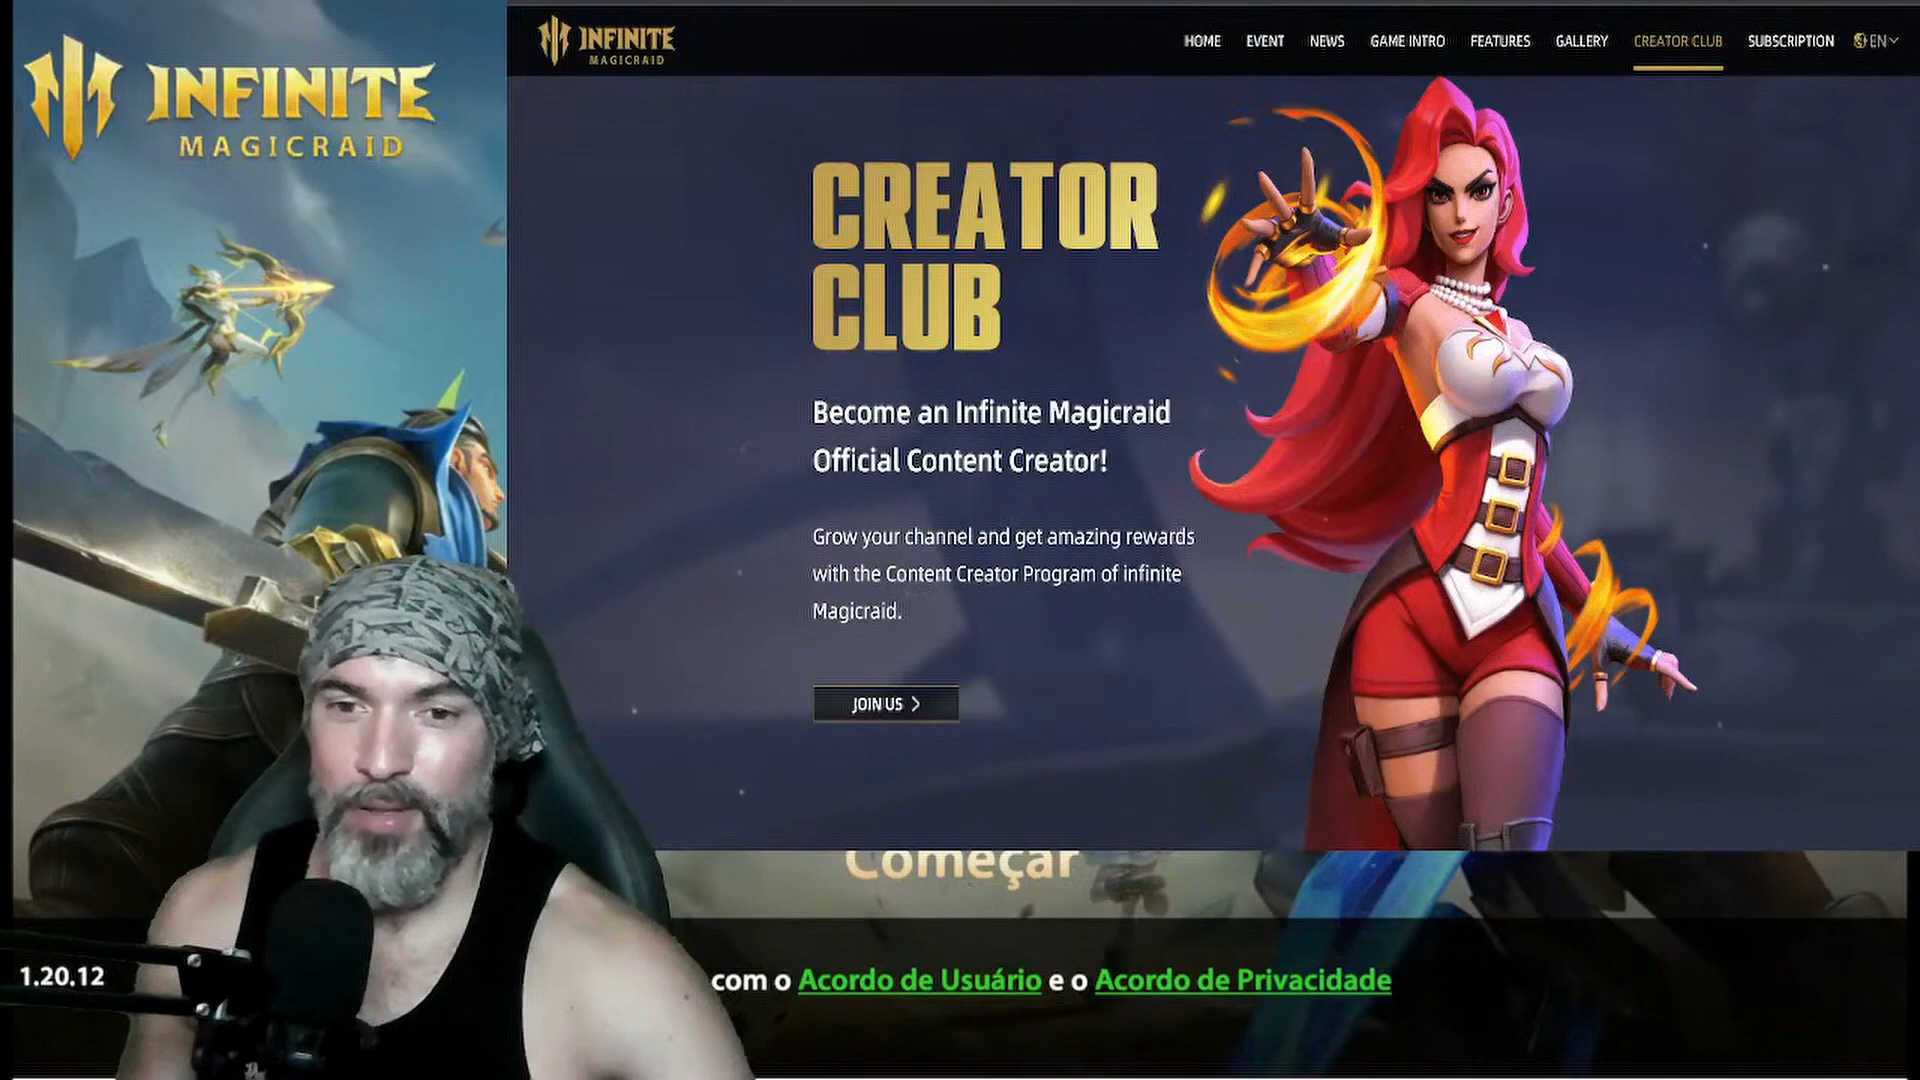 INFINITE
MAGICRAID
INFINITE
MAGICRAID
HOME EVENT NEWS GAME INTRO FEATURES GALLERY CREATOR CLUB SUBSCRIPTION EN
CREATOR
CLUB
Become an Infinite Magicraid
Official Content Creator!
Grow your channel and get amazing rewards
with the Content Creator Program of infinite
Magicraid.
JOIN US
Começar
1.20.12
com o Acordo de Usuário e o Acordo de Privacidade